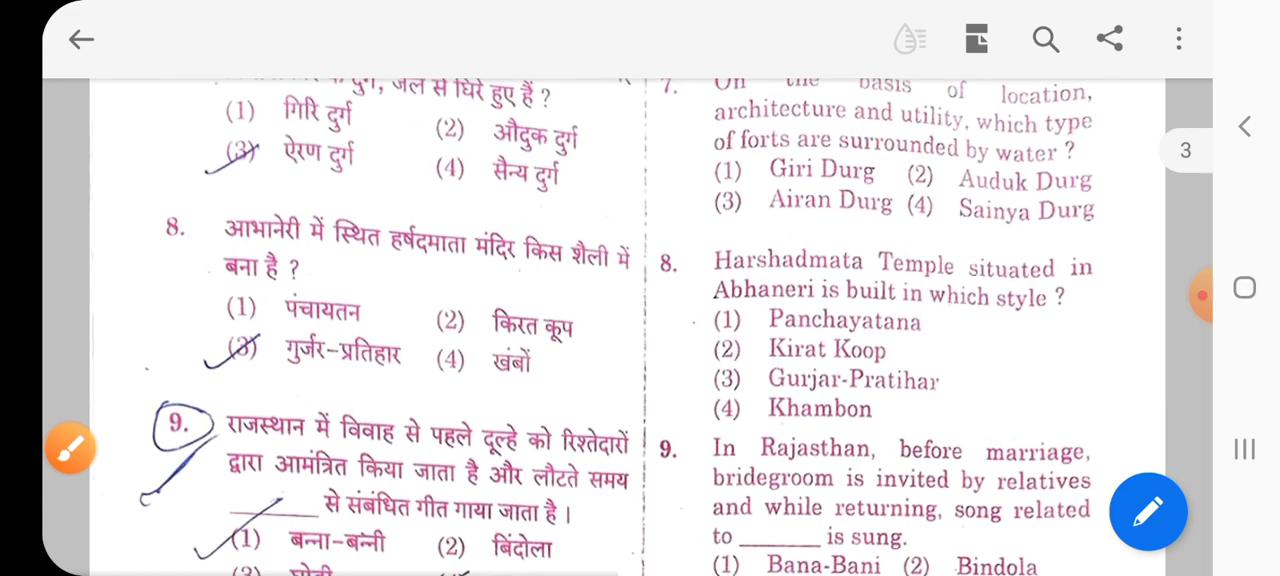 दुर्ग, जल से घिरे हुए हैं ?
(1) गिरि दुर्ग (2) औदुक दुर्ग
(3) ऐरण दुर्ग (4) सैन्य दुर्ग
8. आभानेरी में स्थित हर्षदमाता मंदिर किस शैली में
बना है ?
(1) पंचायतन (2) किरत कूप
(3) गुर्जर-प्रतिहार (4) खंबों
9. राजस्थान में विवाह से पहले दूल्हे को रिश्तेदारों
द्वारा आमंत्रित किया जाता है और लौटते समय
______ से संबंधित गीत गाया जाता है।
(1) बन्ना-बन्नी (2) बिंदोला
7. On the basis of location,
architecture and utility, which type
of forts are surrounded by water ?
(1) Giri Durg (2) Auduk Durg
(3) Airan Durg (4) Sainya Durg
8. Harshadmata Temple situated in
Abhaneri is built in which style ?
(1) Panchayatana
(2) Kirat Koop
(3) Gurjar-Pratihar
(4) Khambon
9. In Rajasthan, before marriage,
bridegroom is invited by relatives
and while returning, song related
to ______ is sung.
(1) Bana-Bani (2) Bindola
3